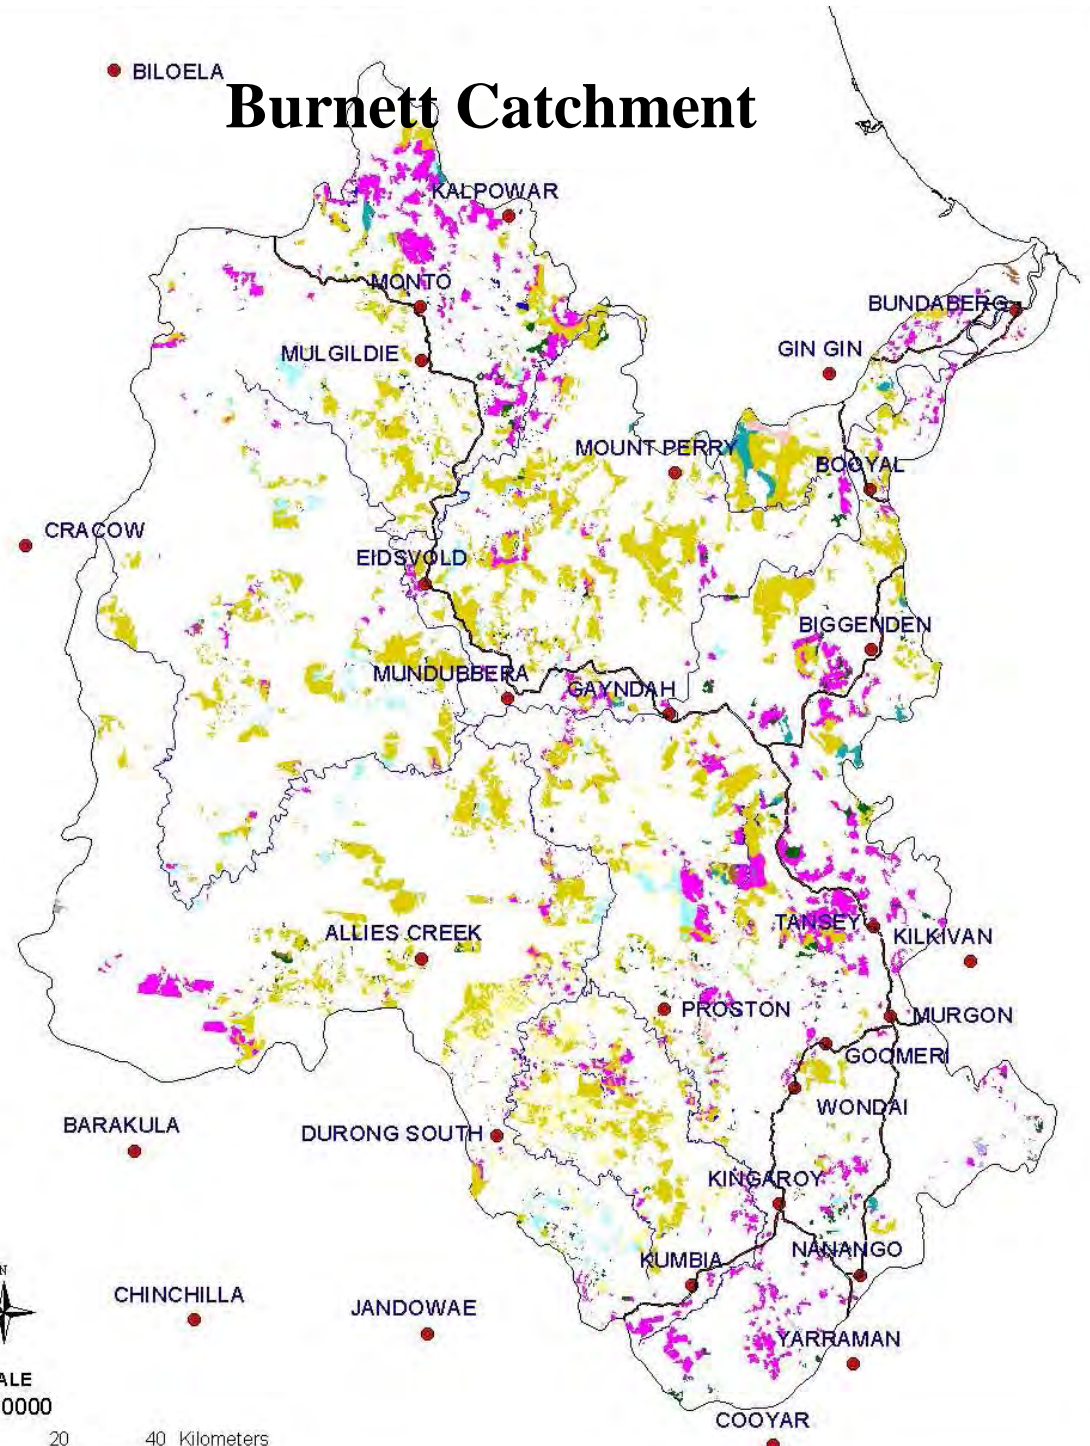 BILOELA
Burnett Catchment
KALPOWAR
MONTO
BUNDABERG
MULGILDIE
GIN GIN
MOUNT PERRY
BOOYAL
CRACOW
EIDSVOLD
BIGGENDEN
MUNDUBBERA
GAYNDAH
TANSEY
ALLIES CREEK
KILKIVAN
PROSTON
MURGON
GOOMERI
WONDAI
BARAKULA
DURONG SOUTH
KINGAROY
NANANGO
KUMBIA
N
CHINCHILLA
JANDOWAE
YARRAMAN
ALE
0000
COOYAR
20 40 Kilometers